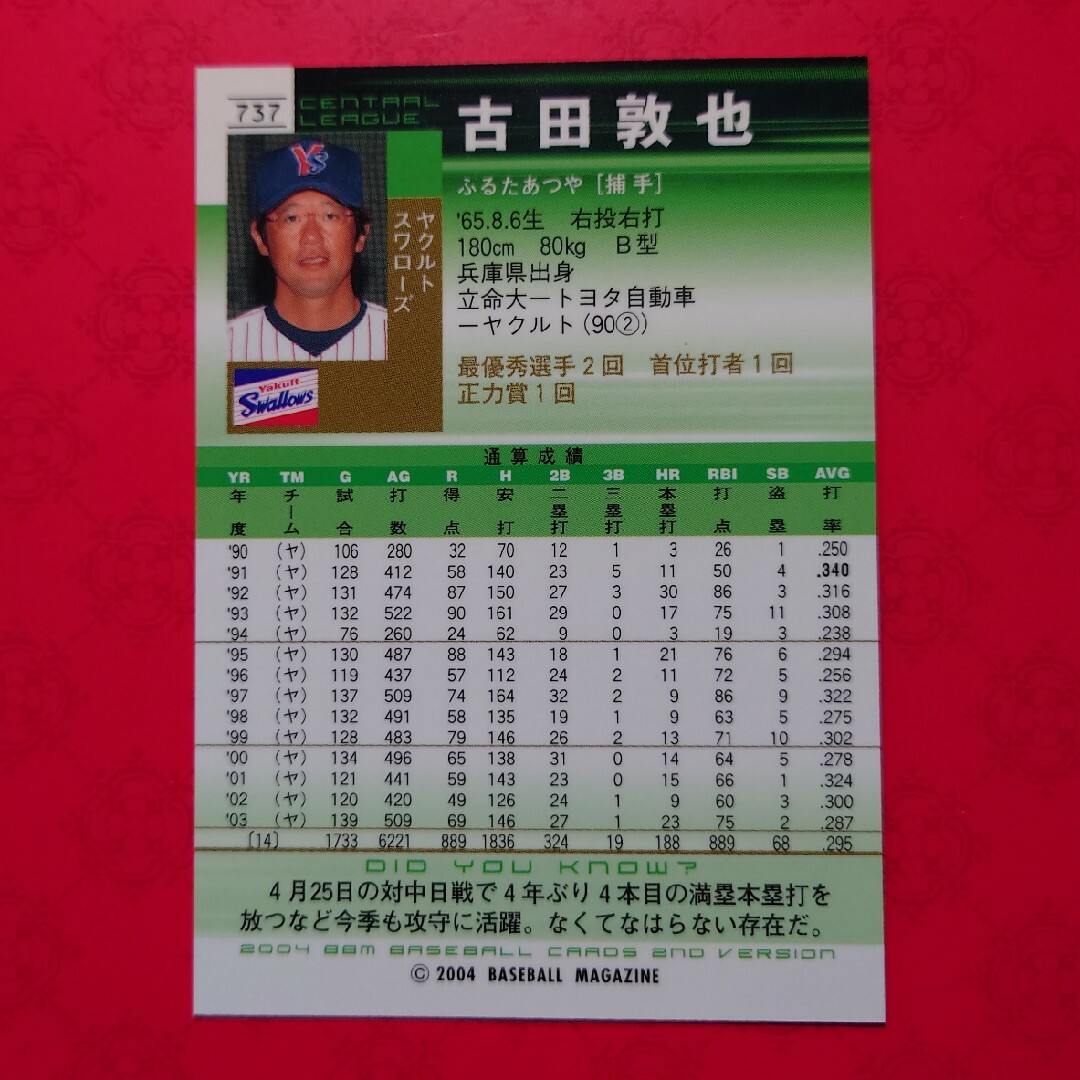 737
CENTRAL
LEAGUE
古田敦也
ふるたあつや [捕手]
'65.8.6生 右投右打
180cm 80kg B型
兵庫県出身
立命大ートヨタ自動車
ーヤクルト(90②)
最優秀選手2回 首位打者1回
正力賞1回
YS
ヤクルト
スワローズ
Yakult
Swallows
通算成績
YR TM G AG R H 2B 3B HR RBI SB AVG
年度 チーム 試合 打数 得点 安打 二塁打 三塁打 本塁打 打点 盗塁 打率
'90 (ヤ) 106 280 32 70 12 1 3 26 1 .250
'91 (ヤ) 128 412 58 140 23 5 11 50 4 .340
'92 (ヤ) 131 474 87 150 27 3 30 86 3 .316
'93 (ヤ) 132 522 90 161 29 0 17 75 11 .308
'94 (ヤ) 76 260 24 62 9 0 3 19 3 .238
'95 (ヤ) 130 487 88 143 18 1 21 76 6 .294
'96 (ヤ) 119 437 57 112 24 2 11 72 5 .256
'97 (ヤ) 137 509 74 164 32 2 9 86 9 .322
'98 (ヤ) 132 491 58 135 19 1 9 63 5 .275
'99 (ヤ) 128 483 79 146 26 2 13 71 10 .302
'00 (ヤ) 134 496 65 138 31 0 14 64 5 .278
'01 (ヤ) 121 441 59 143 23 0 15 66 1 .324
'02 (ヤ) 120 420 49 126 24 1 9 60 3 .300
'03 (ヤ) 139 509 69 146 27 1 23 75 2 .287
[14] 1733 6221 889 1836 324 19 188 889 68 .295
DID YOU KNOW?
4月25日の対中日戦で4年ぶり4本目の満塁本塁打を
放つなど今季も攻守に活躍。なくてなはらない存在だ。
2004 BBM BASEBALL CARDS 2ND VERSION
© 2004 BASEBALL MAGAZINE